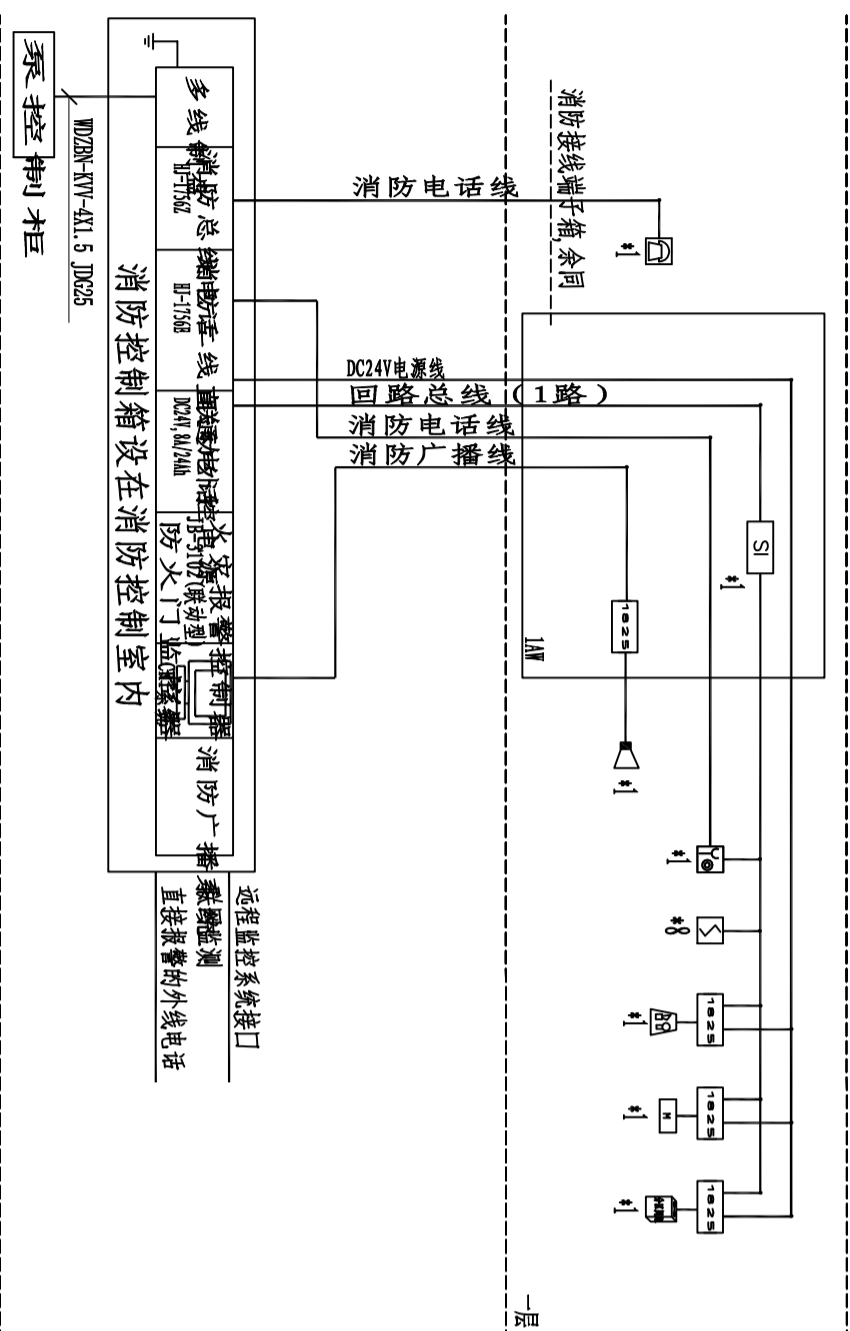 一层
1AW
消防接线端子箱,余同
*1
SI
*1
1825
*1
*1
*8
1825
*1
1825
M
*1
1825
*1
消防电话线
DC24V电源线
回路总线(1路)
消防电话线
消防广播线
多线制
HJ-1756Z
消防总线
HJ-1756B
DC24V,8A/24Ah
火灾报警控制器
JB-3102(联动型)
防火门监控器
消防广播系统
消防控制箱设在消防控制室内
远程监控系统接口
直接报警的外线电话
WDZBN-KVV-4X1.5 JDG25
泵控制柜